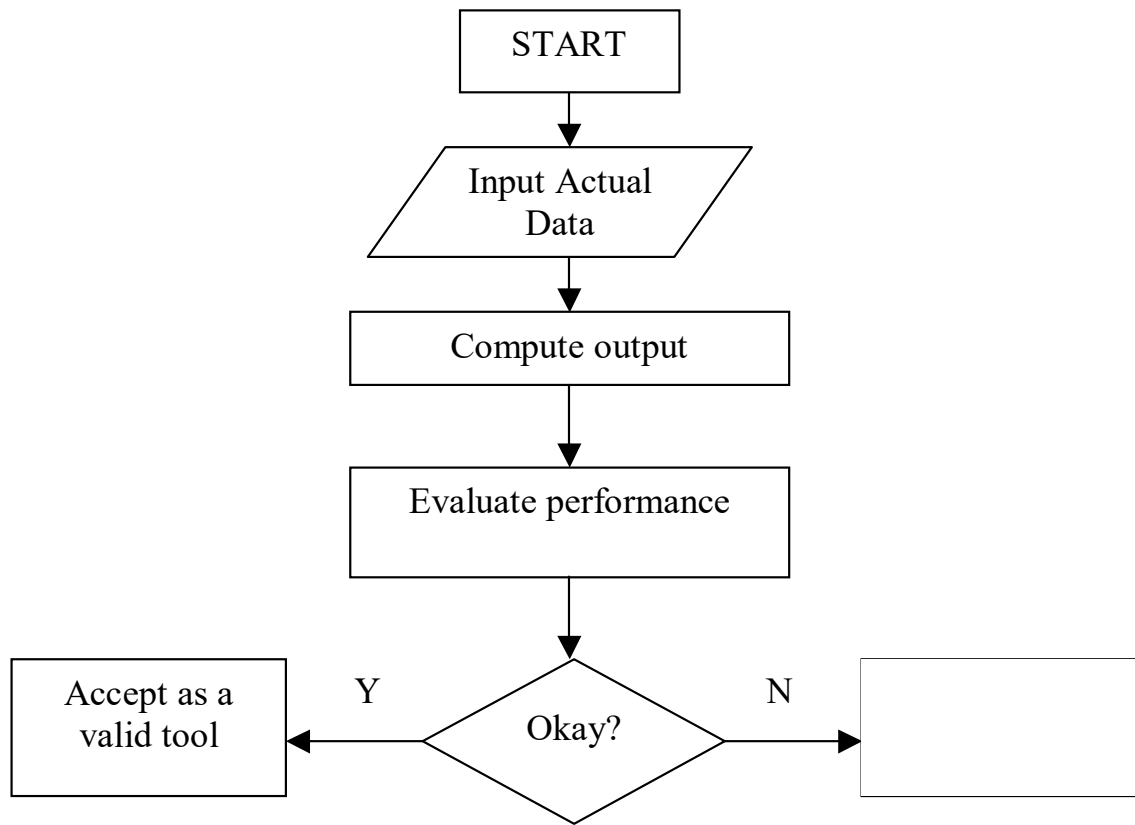 START
Input Actual
Data
Compute output
Evaluate performance
Accept as a
valid tool
Y
Okay?
N